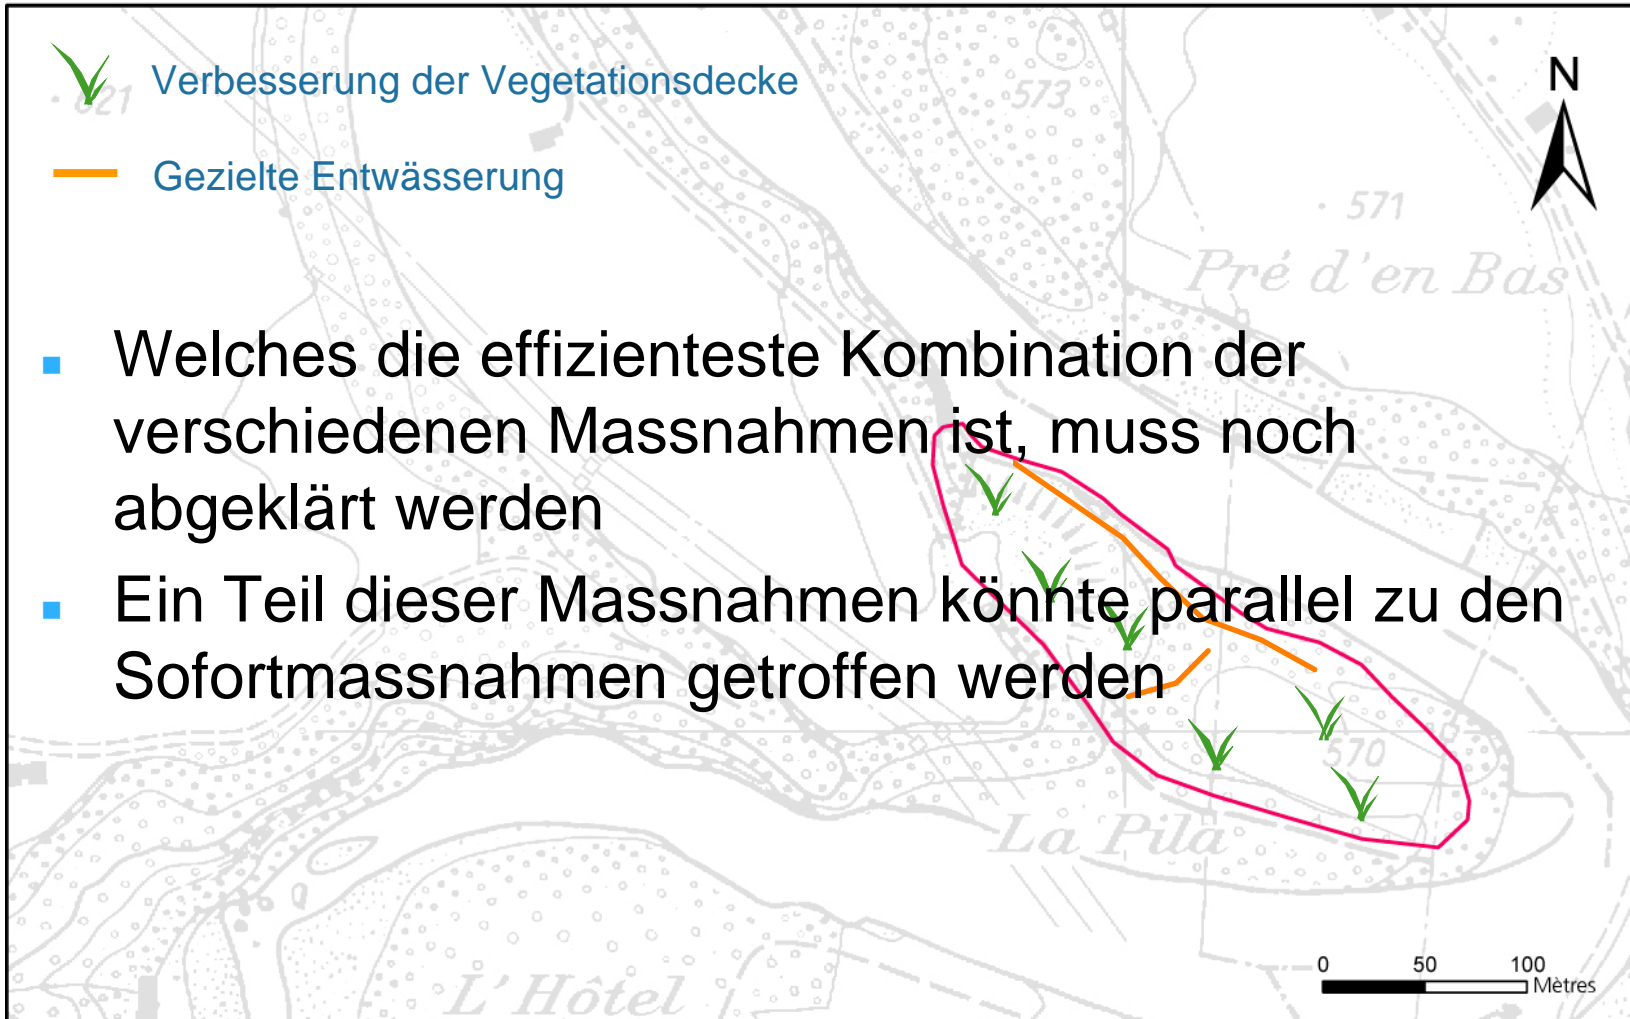 Verbesserung der Vegetationsdecke
Gezielte Entwässerung
N
621
573
571
Pré d'en Bas
Welches die effizienteste Kombination der
verschiedenen Massnahmen ist, muss noch
abgeklärt werden
Ein Teil dieser Massnahmen könnte parallel zu den
Sofortmassnahmen getroffen werden
570
La Pila
L'Hôtel
0 50 100
Mètres